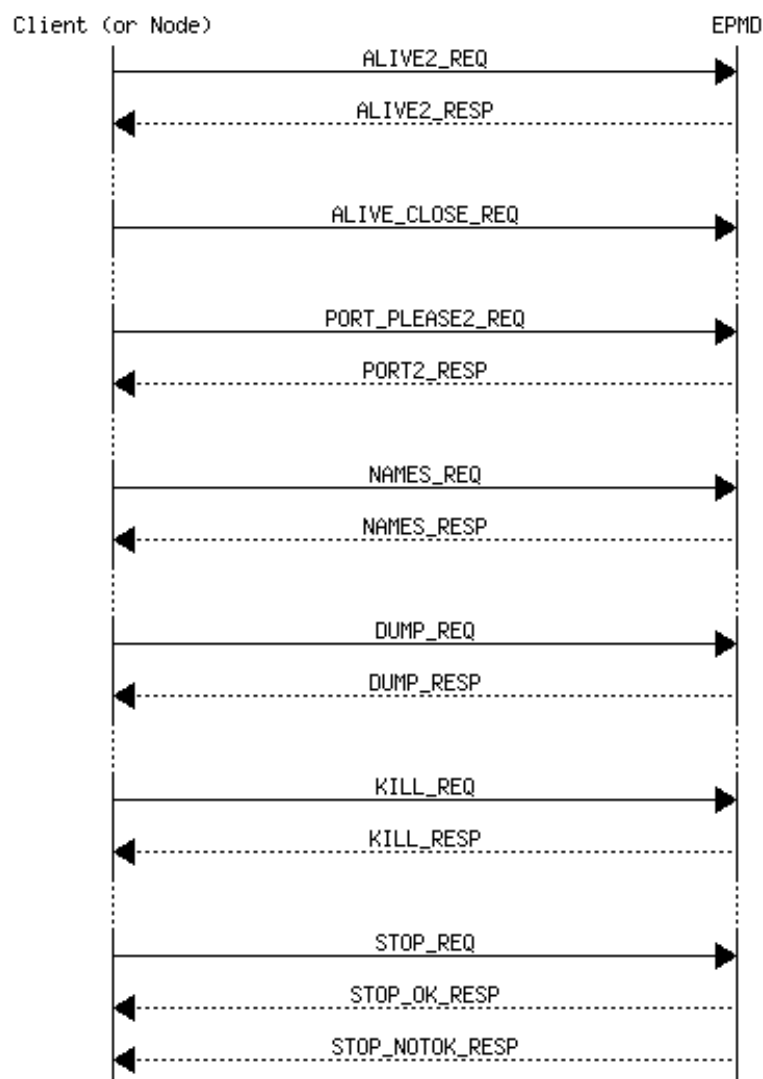 Client (or Node) EPMD
ALIVE2_REQ
ALIVE2_RESP
ALIVE_CLOSE_REQ
PORT_PLEASE2_REQ
PORT2_RESP
NAMES_REQ
NAMES_RESP
DUMP_REQ
DUMP_RESP
KILL_REQ
KILL_RESP
STOP_REQ
STOP_OK_RESP
STOP_NOTOK_RESP